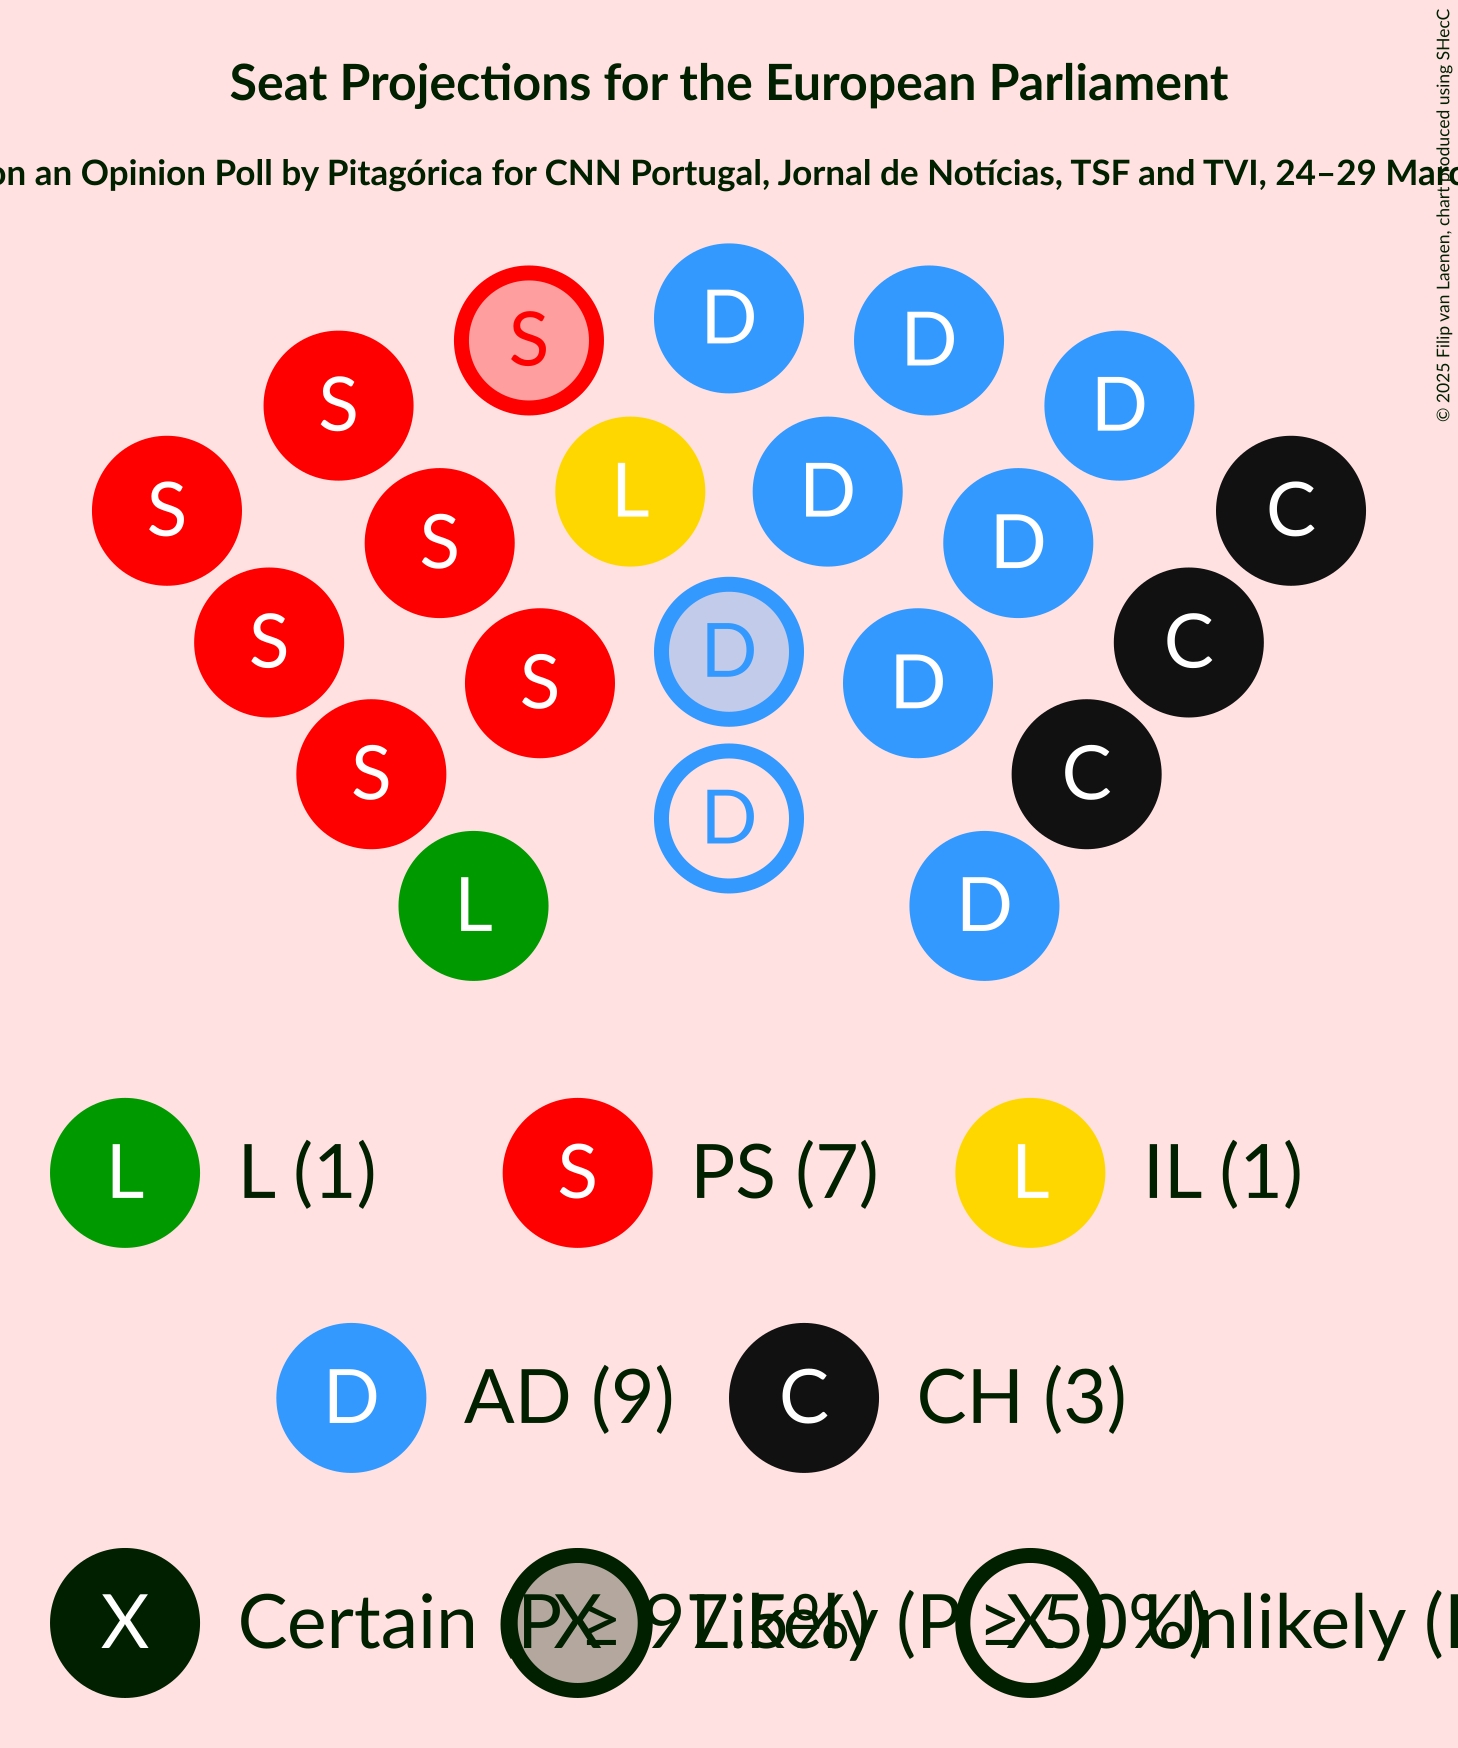 Seat Projections for the European Parliament
on an Opinion Poll by Pitagórica for CNN Portugal, Jornal de Notícias, TSF and TVI, 24–29
© 2025 Filip van Laenen, chart produced using SHecC
S D D
S D
S L D C
S D
S D C
S D
S D C
D
L D
L L (1) S PS (7) L IL (1)
D AD (9) C CH (3)
X Certain (P ≥ 97.5%) X Likely (P ≥ 50%) X Unlikely